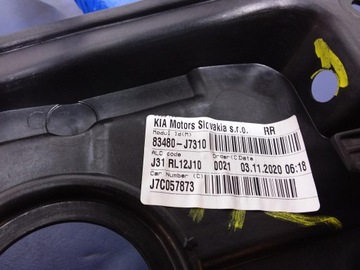 KIA Motors Slovakia s.r.o. RR
Modul Id(M)
83480-J7310
ALC code Order(C)Date
J31 RL12J10 0021 03.11.2020 06:18
Car Number (C)
J7C057873